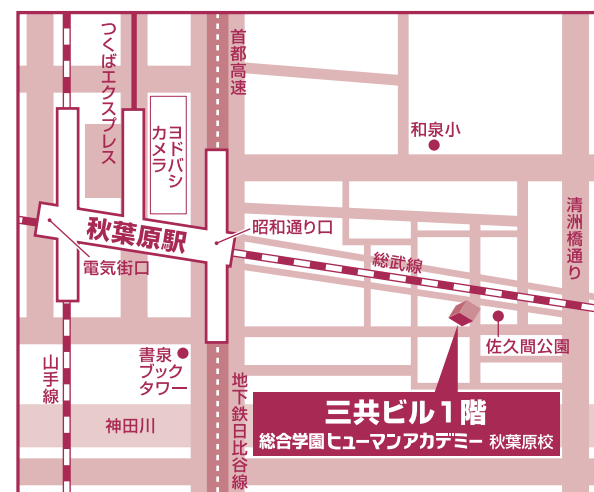 つくばエクスプレス
首都高速
ヨドバシ
カメラ
和泉小
清洲橋通り
秋葉原駅
昭和通り口
電気街口
総武線
佐久間公園
書泉
ブック
タワー
山手線
地下鉄日比谷線
神田川
三共ビル1階
総合学園ヒューマンアカデミー 秋葉原校